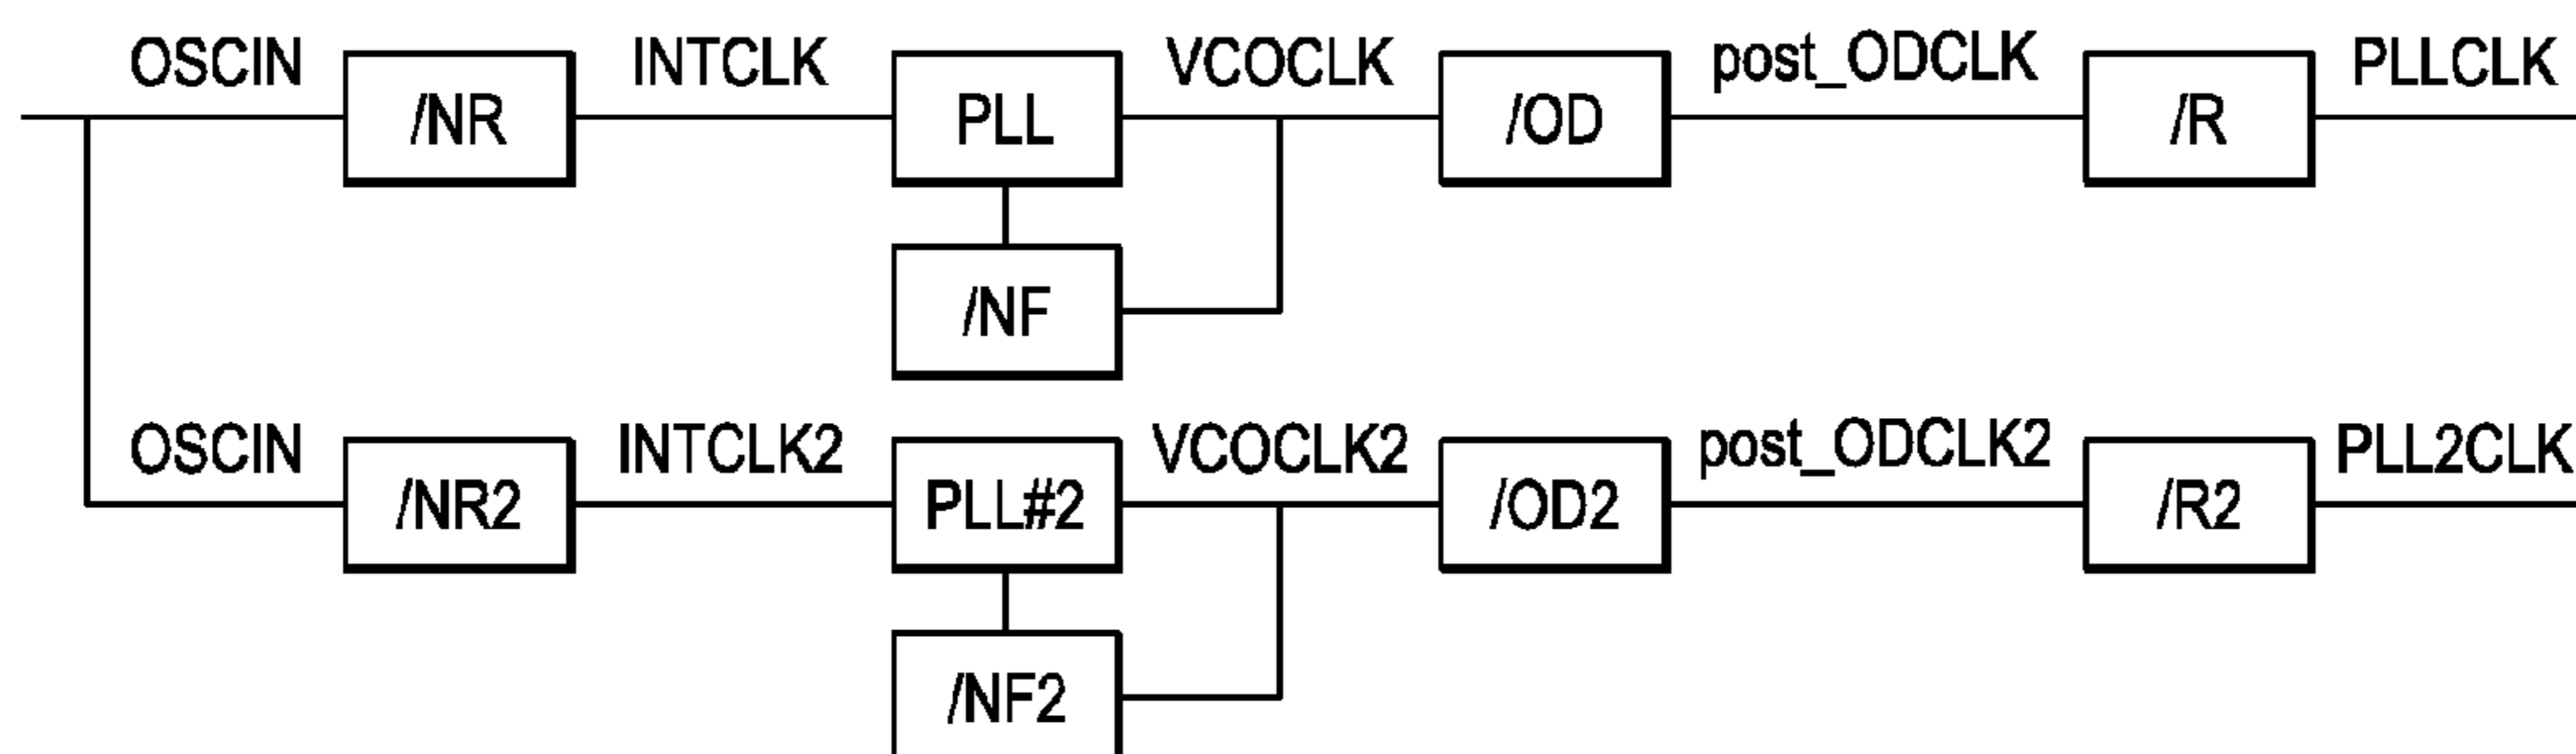 OSCIN INTCLK VCOCLK post_ODCLK PLLCLK
/NR PLL /OD /R
/NF
OSCIN INTCLK2 VCOCLK2 post_ODCLK2 PLL2CLK
/NR2 PLL#2 /OD2 /R2
/NF2